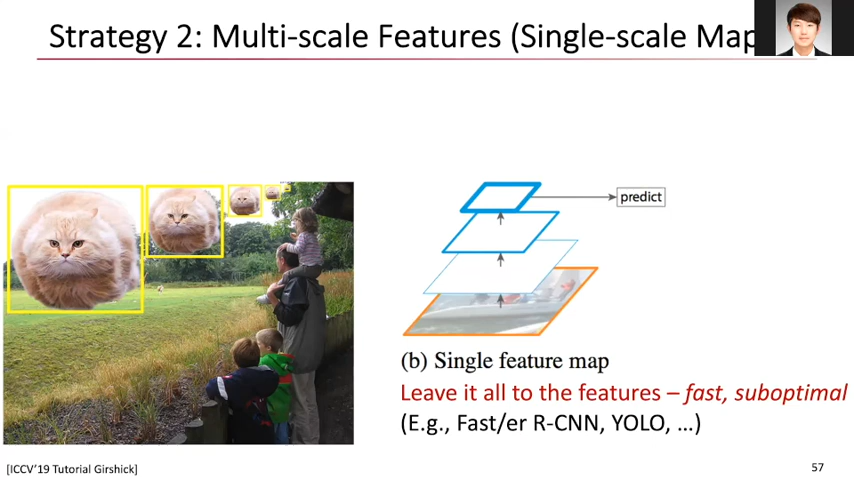 Strategy 2: Multi-scale Features (Single-scale Map
predict
(b) Single feature map
Leave it all to the features – fast, suboptimal
(E.g., Fast/er R-CNN, YOLO, …)
[ICCV'19 Tutorial Girshick]
57